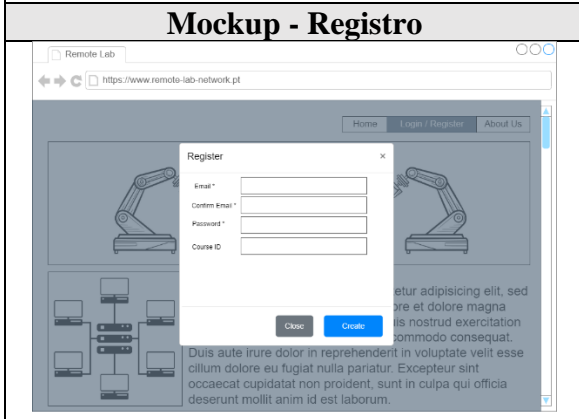 Mockup - Registro
Remote Lab
https://www.remote-lab-network.pt
Home Login / Register About Us
Register ×
Email *
Confirm Email *
Password *
Course ID
Close Create
etur adipisicing elit, sed
ore et dolore magna
is nostrud exercitation
commodo consequat.
Duis aute irure dolor in reprehenderit in voluptate velit esse
cillum dolore eu fugiat nulla pariatur. Excepteur sint
occaecat cupidatat non proident, sunt in culpa qui officia
deserunt mollit anim id est laborum.